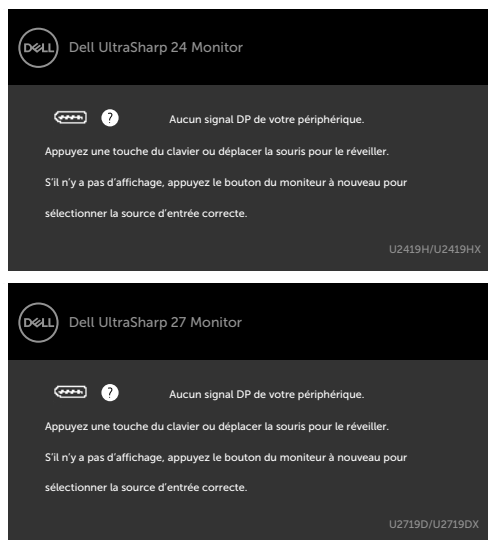 DELL Dell UltraSharp 24 Monitor
? Aucun signal DP de votre périphérique.
Appuyez une touche du clavier ou déplacer la souris pour le réveiller.
S'il n'y a pas d'affichage, appuyez le bouton du moniteur à nouveau pour
sélectionner la source d'entrée correcte.
U2419H/U2419HX
DELL Dell UltraSharp 27 Monitor
? Aucun signal DP de votre périphérique.
Appuyez une touche du clavier ou déplacer la souris pour le réveiller.
S'il n'y a pas d'affichage, appuyez le bouton du moniteur à nouveau pour
sélectionner la source d'entrée correcte.
U2719D/U2719DX